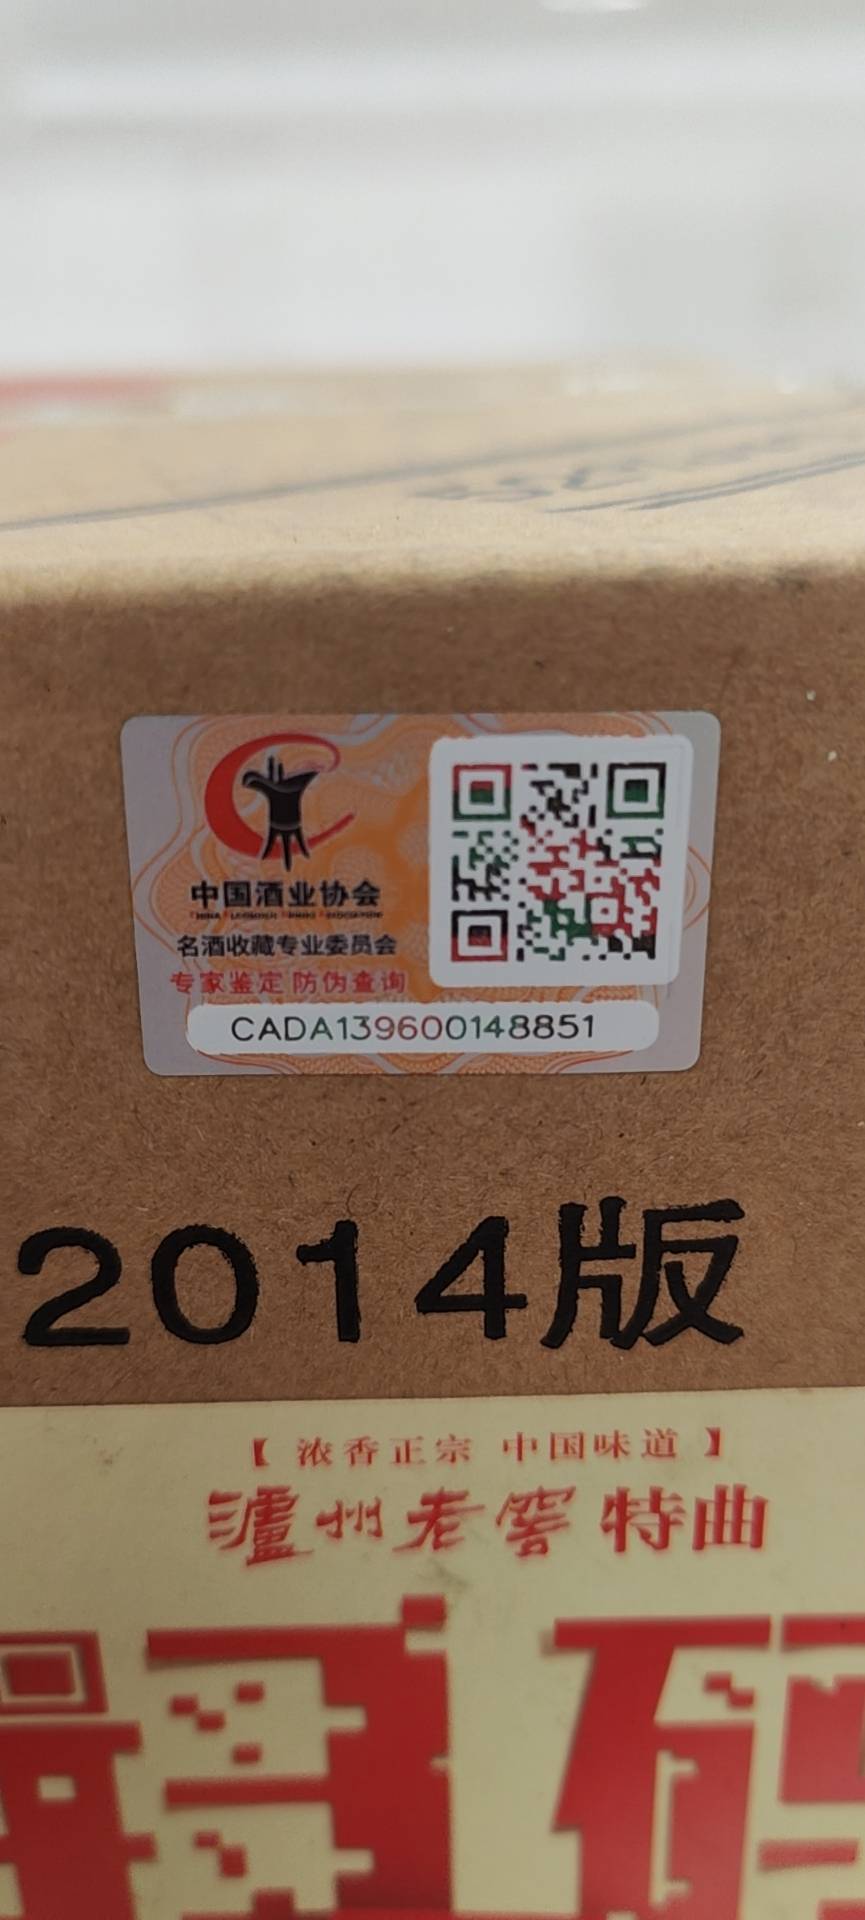 中国酒业协会
名酒收藏专业委员会
专家鉴定 防伪查询
CADA139600148851
2014版
【 浓香正宗 中国味道 】
泸州老窖 特曲